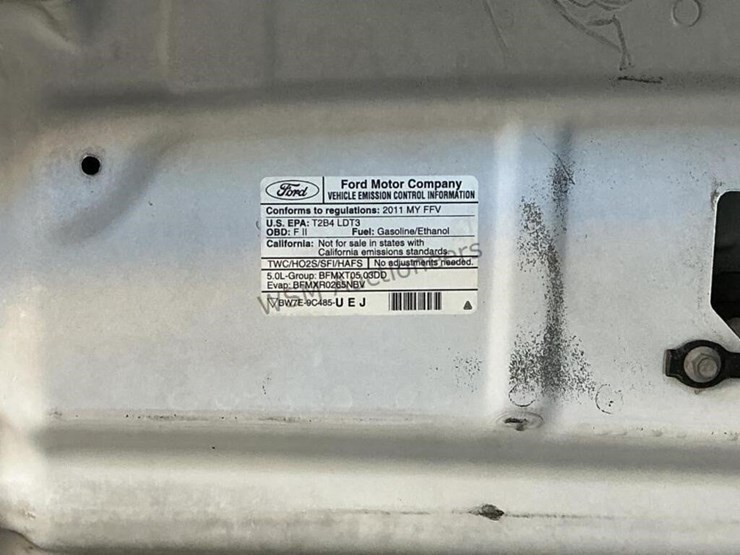 Ford
Ford Motor Company
VEHICLE EMISSION CONTROL INFORMATION
Conforms to regulations: 2011 MY FFV
U.S. EPA: T2B4 LDT3
OBD: F II Fuel: Gasoline/Ethanol
California: Not for sale in states with
California emissions standards.
TWC/HO2S/SFI/HAFS No adjustments needed.
5.0L-Group: BFMXT05.03DD
Evap: BFMXR0265NBV
BW7E-9C485-UEJ
WSM Auctioneers